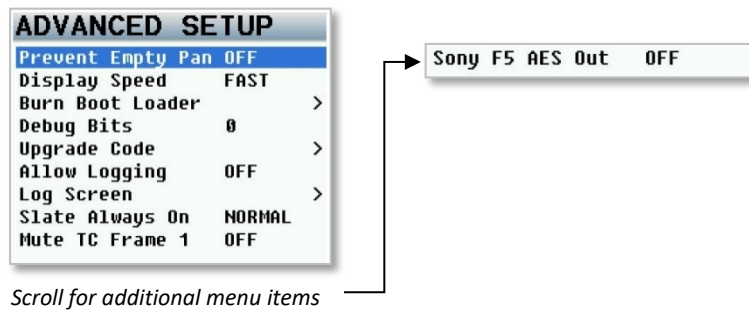 ADVANCED SETUP
Prevent Empty Pan OFF
Display Speed FAST
Burn Boot Loader >
Debug Bits 0
Upgrade Code >
Allow Logging OFF
Log Screen >
Slate Always On NORMAL
Mute TC Frame 1 OFF
Scroll for additional menu items
Sony F5 AES Out OFF